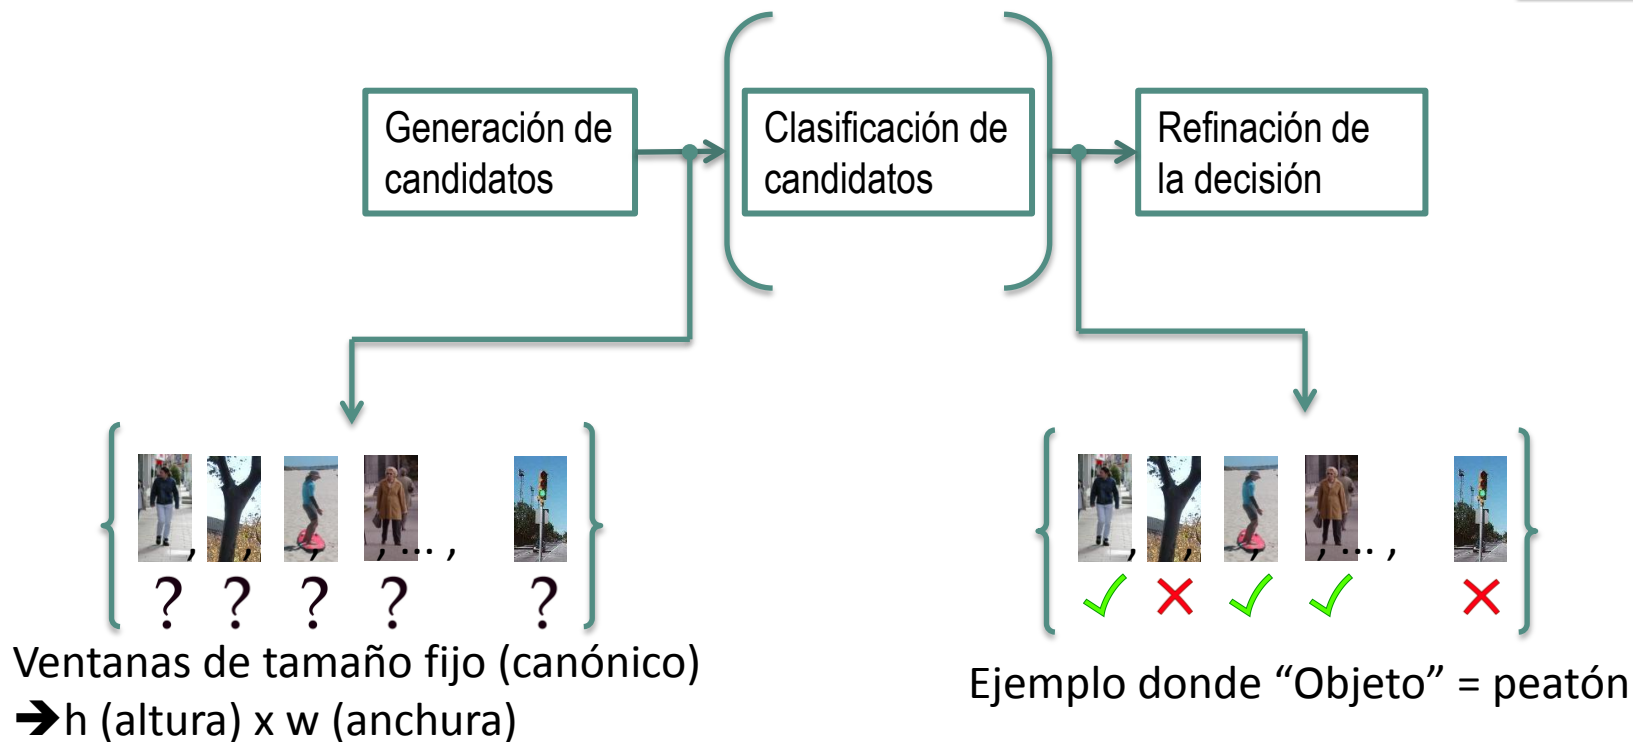 Generación de
candidatos
Clasificación de
candidatos
Refinación de
la decisión
{ , , , , ... , }
? ? ? ? ?
{ , , , , ... , }
Ventanas de tamaño fijo (canónico)
➔h (altura) x w (anchura)
Ejemplo donde “Objeto” = peatón